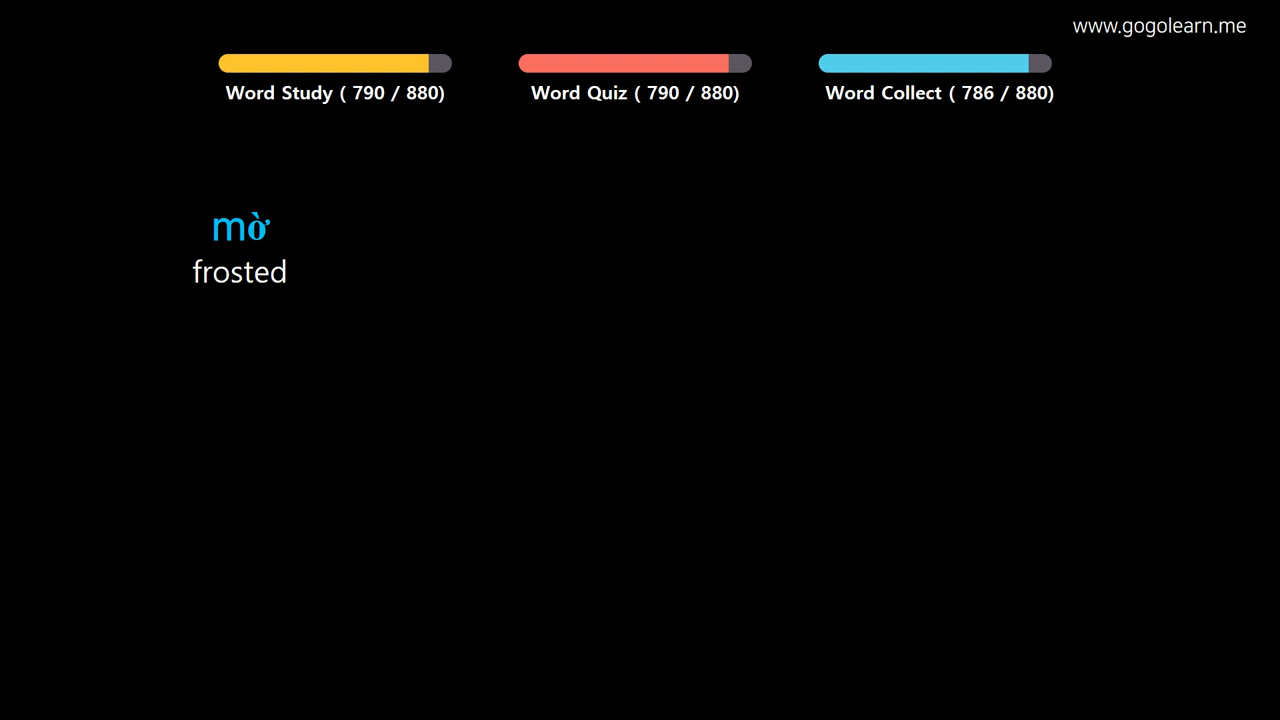 www.gogolearn.me
Word Study ( 790 / 880)
Word Quiz ( 790 / 880)
Word Collect ( 786 / 880)
mờ
frosted